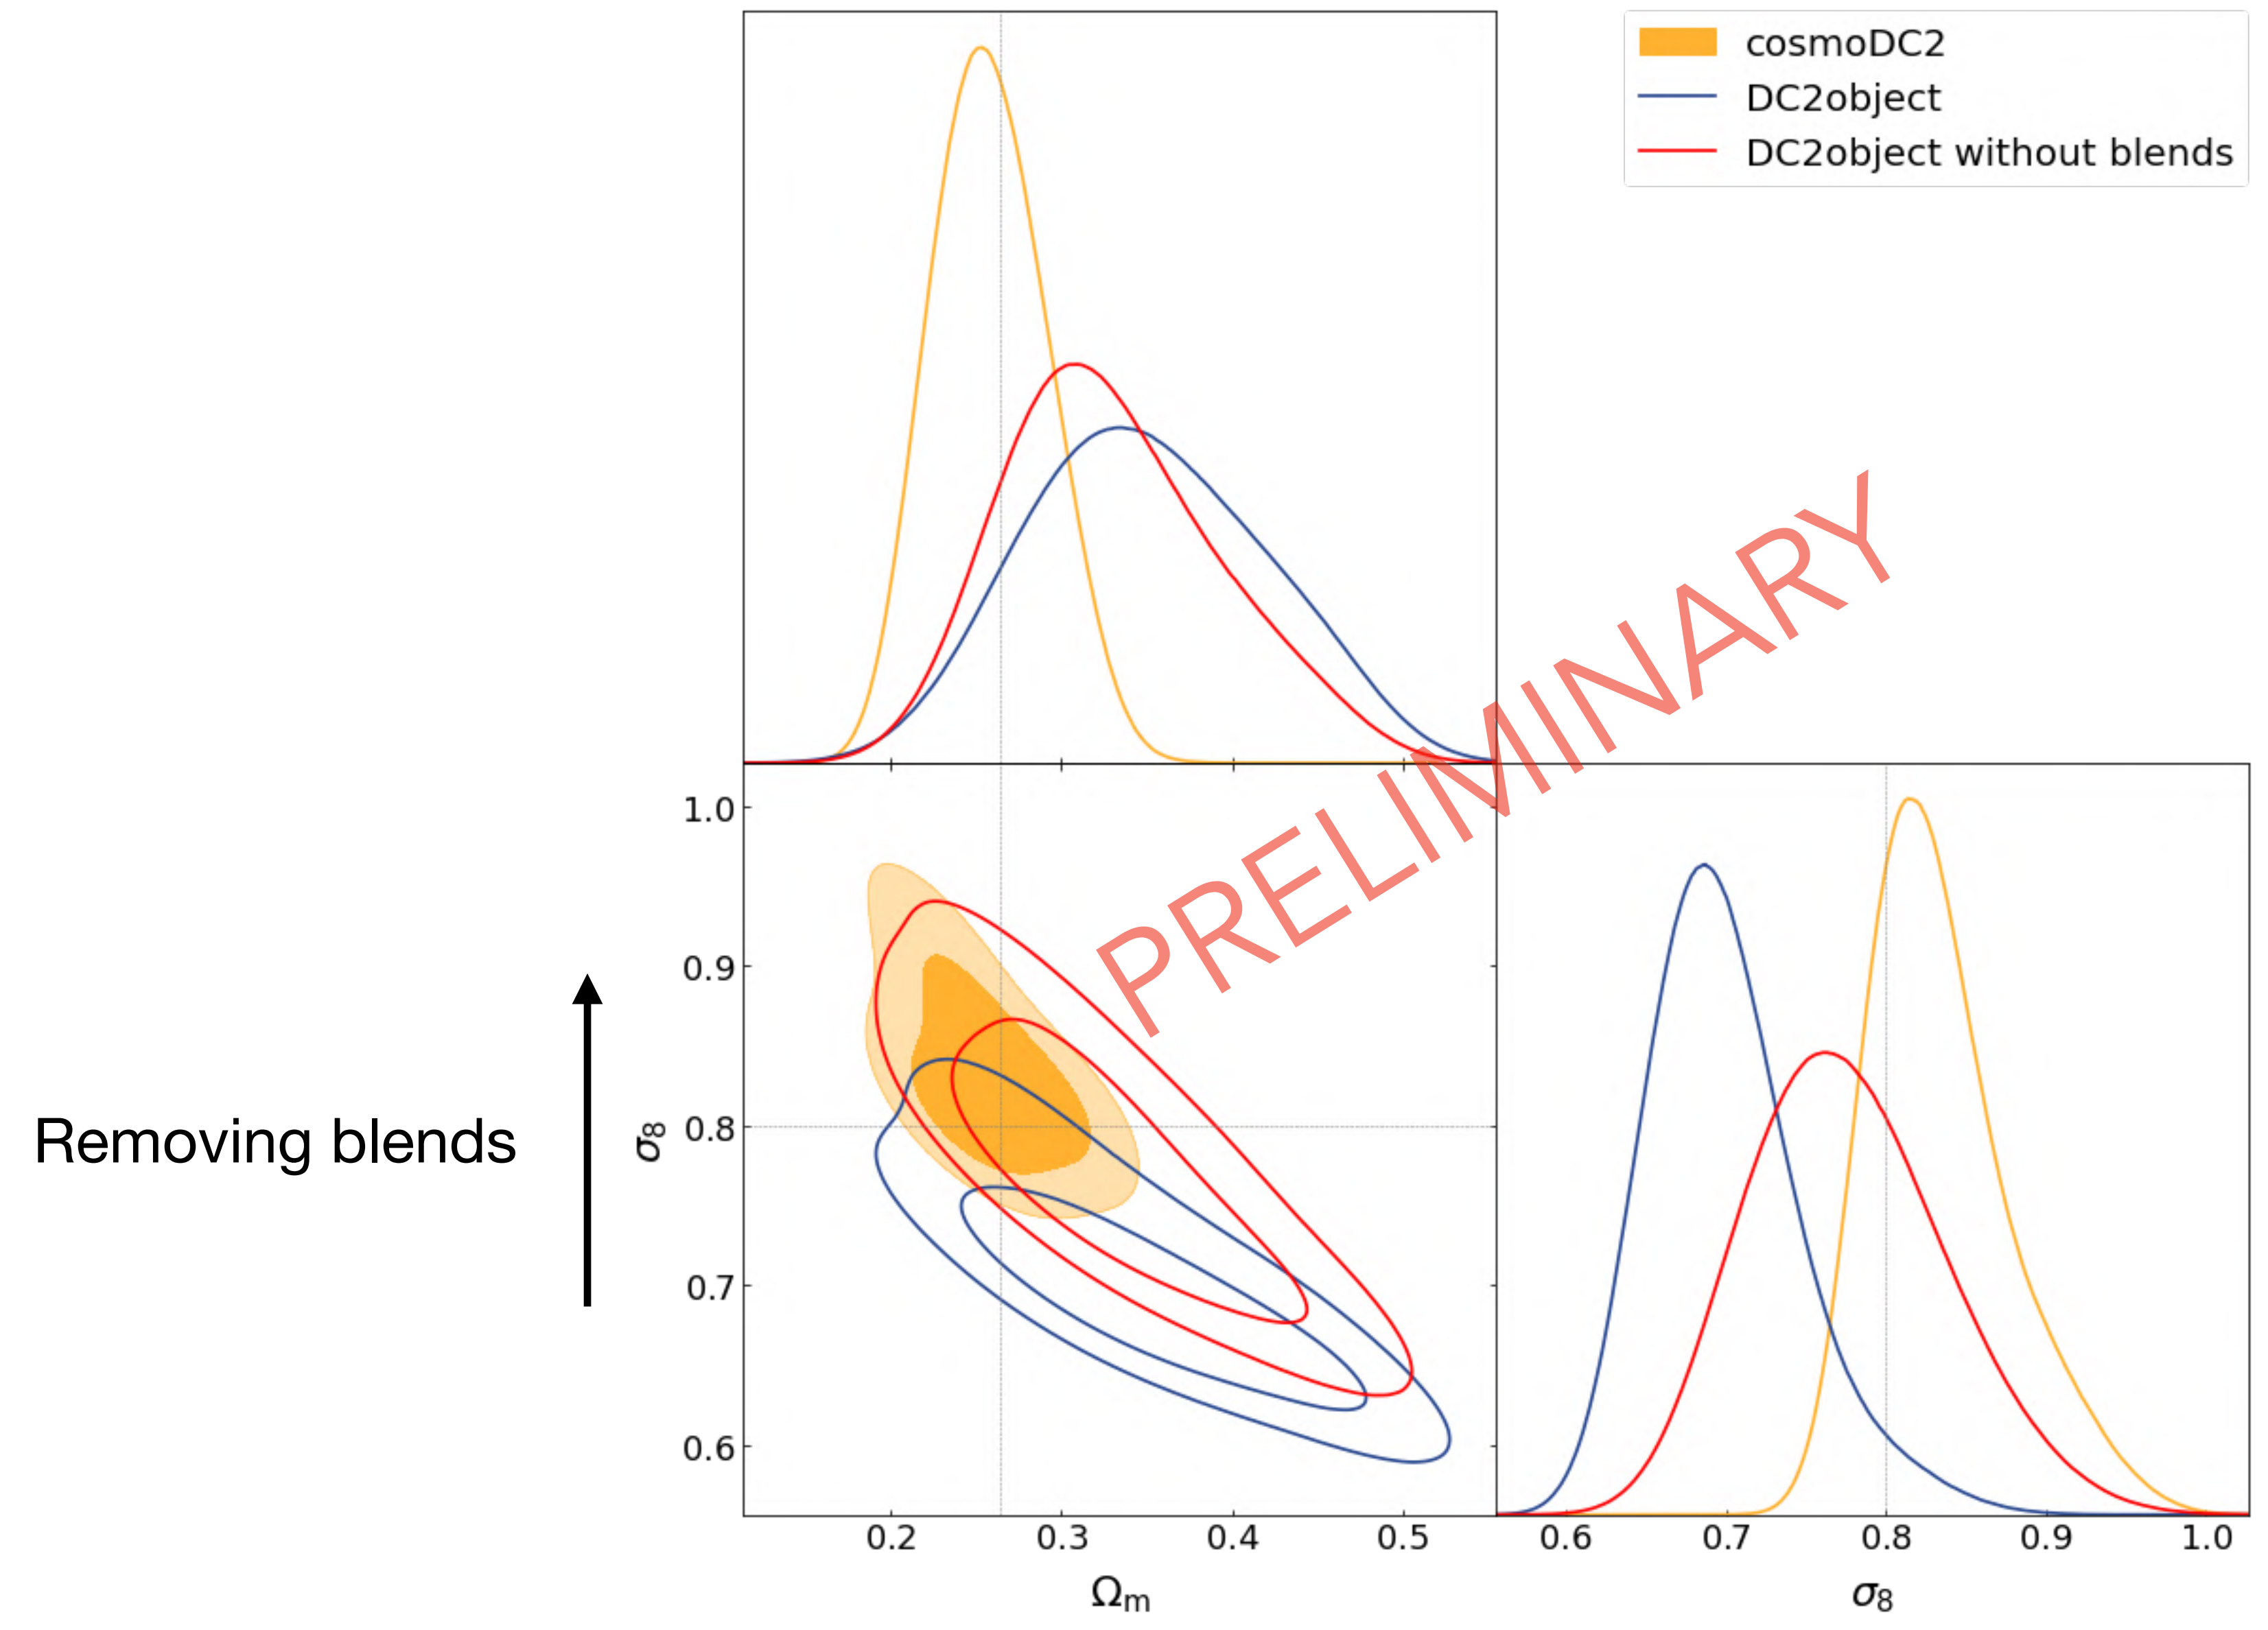 cosmoDC2
DC2object
DC2object without blends
PRELIMINARY
1.0
0.9
0.8
0.7
0.6
σ8
Removing blends
0.2 0.3 0.4 0.5 0.6 0.7 0.8 0.9 1.0
Ωm σ8